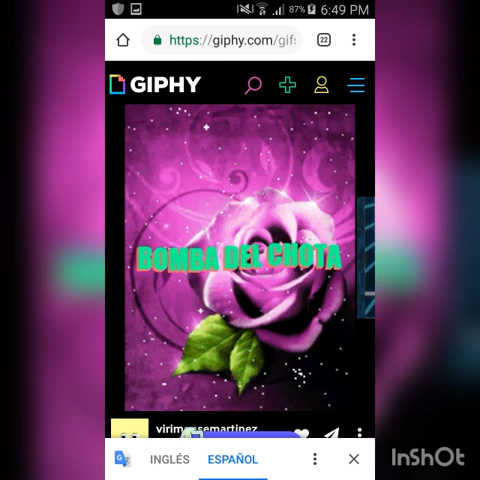 87% 6:49 PM
https://giphy.com/gif
22
GIPHY
BOMBA DEL CHOTA
INGLÉS ESPAÑOL
InShOt